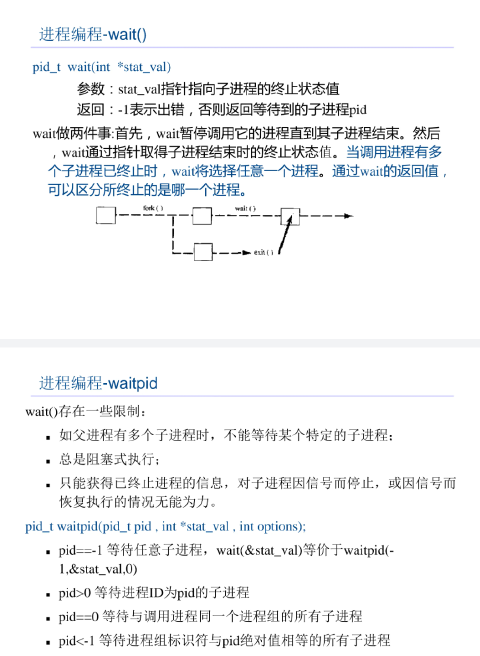 进程编程-wait()
pid_t wait(int *stat_val)
参数：stat_val指针指向子进程的终止状态值
返回：-1表示出错，否则返回等待到的子进程pid
wait做两件事:首先，wait暂停调用它的进程直到其子进程结束。然后
，wait通过指针取得子进程结束时的终止状态值。当调用进程有多
个子进程已终止时，wait将选择任意一个进程。通过wait的返回值，
可以区分所终止的是哪一个进程。
fork ( ) wait ( )
exit ( )
进程编程-waitpid
wait()存在一些限制：
▪ 如父进程有多个子进程时，不能等待某个特定的子进程;
▪ 总是阻塞式执行;
▪ 只能获得已终止进程的信息，对子进程因信号而停止，或因信号而
恢复执行的情况无能为力。
pid_t waitpid(pid_t pid , int *stat_val , int options);
▪ pid==-1 等待任意子进程，wait(&stat_val)等价于waitpid(-
1,&stat_val,0)
▪ pid>0 等待进程ID为pid的子进程
▪ pid==0 等待与调用进程同一个进程组的所有子进程
▪ pid<-1 等待进程组标识符与pid绝对值相等的所有子进程